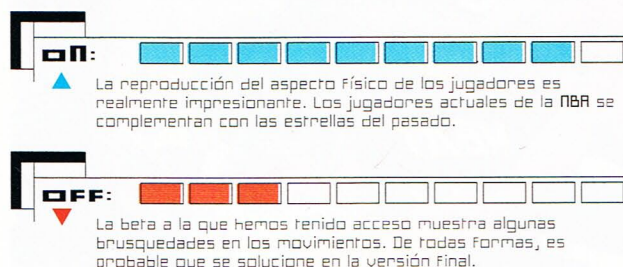 ON:
La reproducción del aspecto físico de los jugadores es
realmente impresionante. Los jugadores actuales de la NBA se
complementan con las estrellas del pasado.
OFF:
La beta a la que hemos tenido acceso muestra algunas
brusquedades en los movimientos. De todas formas, es
probable que se solucione en la versión final.